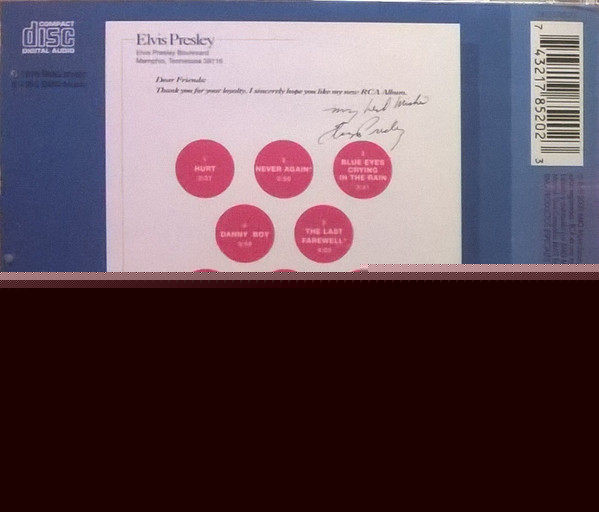 COMPACT
disc
DIGITAL AUDIO
Elvis Presley
Elvis Presley Boulevard
Memphis, Tennessee 38116
Dear Friends:
Thank you for your loyalty. I sincerely hope you like my new RCA Album.
my best wishes
Elvis Presley
1
HURT
2
NEVER AGAIN
3
BLUE EYES
CRYING
IN THE RAIN
4
DANNY BOY
5
THE LAST
FAREWELL
7 43217 85202 3